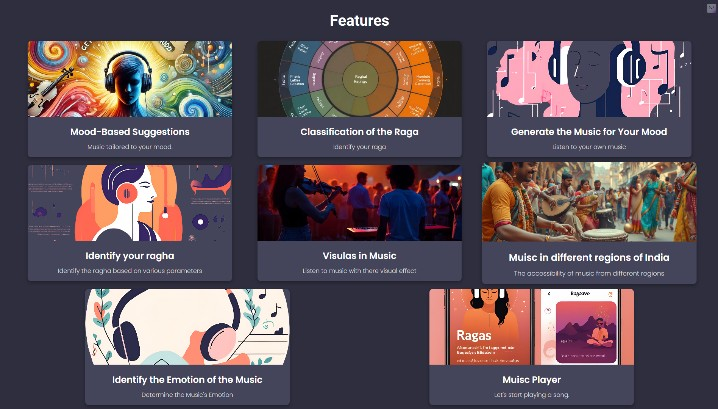 Features
Mood-Based Suggestions
Music tailored to your mood
Classification of the Raga
Identify your raga
Generate the Music for Your Mood
Listen to your own music
Identify your ragha
Identify the ragha based on various parameters
Visulas in Music
Listen to music with there visual effect
Muisc in different regions of India
The accessibility of music from different regions
Identify the Emotion of the Music
Determine the Music's Emotion
Ragas
Muisc Player
Let's start playing a song.